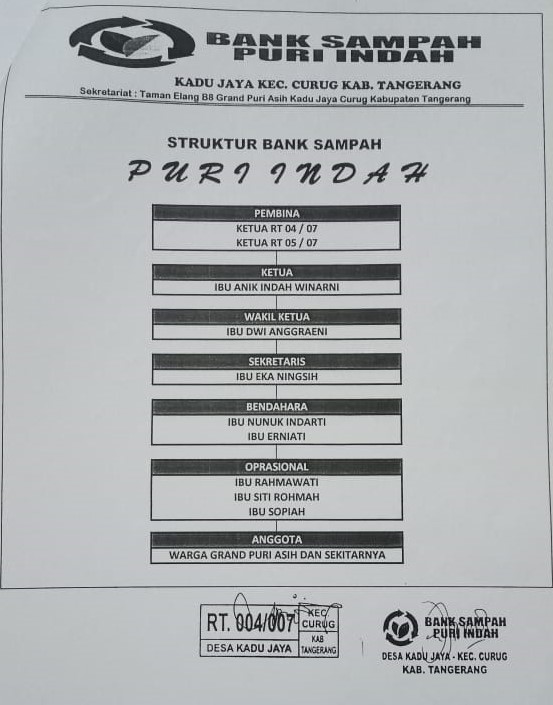 BANK SAMPAH
PURI INDAH
KADU JAYA KEC. CURUG KAB. TANGERANG
Sekretariat : Taman Elang B8 Grand Puri Asih Kadu Jaya Curug Kabupaten Tangerang
STRUKTUR BANK SAMPAH
PURI INDAH
PEMBINA
KETUA RT 04 / 07
KETUA RT 05 / 07
KETUA
IBU ANIK INDAH WINARNI
WAKIL KETUA
IBU DWI ANGGRAENI
SEKRETARIS
IBU EKA NINGSIH
BENDAHARA
IBU NUNUK INDARTI
IBU ERNIATI
OPRASIONAL
IBU RAHMAWATI
IBU SITI ROHMAH
IBU SOPIAH
ANGGOTA
WARGA GRAND PURI ASIH DAN SEKITARNYA
RT. 004/007
KEC
CURUG
DESA KADU JAYA
KAB
TANGERANG
BANK SAMPAH
PURI INDAH
DESA KADU JAYA - KEC. CURUG
KAB. TANGERANG